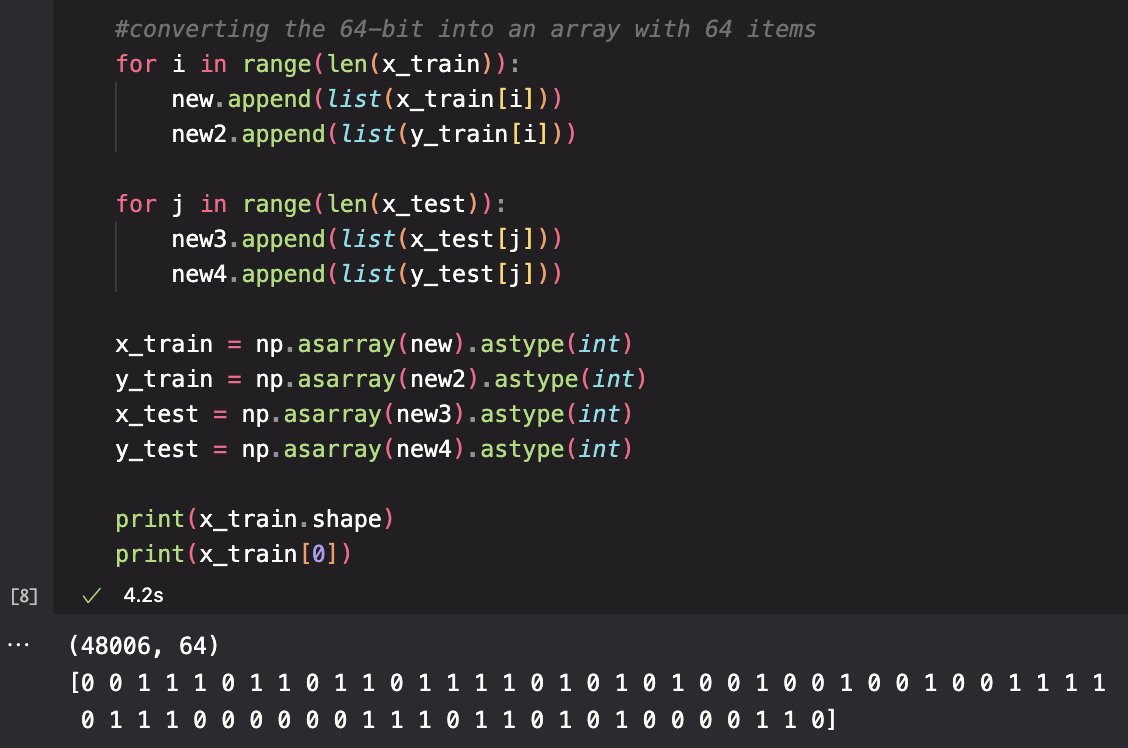 #converting the 64-bit into an array with 64 items
for i in range(len(x_train)):
    new.append(list(x_train[i]))
    new2.append(list(y_train[i]))

for j in range(len(x_test)):
    new3.append(list(x_test[j]))
    new4.append(list(y_test[j]))

x_train = np.asarray(new).astype(int)
y_train = np.asarray(new2).astype(int)
x_test = np.asarray(new3).astype(int)
y_test = np.asarray(new4).astype(int)

print(x_train.shape)
print(x_train[0])
[8] ✓ 4.2s
... (48006, 64)
[0 0 1 1 1 0 1 1 0 1 1 0 1 1 1 1 0 1 0 1 0 1 0 0 1 0 0 1 0 0 1 0 0 1 1 1 1
 0 1 1 1 0 0 0 0 0 0 1 1 1 0 1 1 0 1 0 1 0 0 0 0 1 1 0]